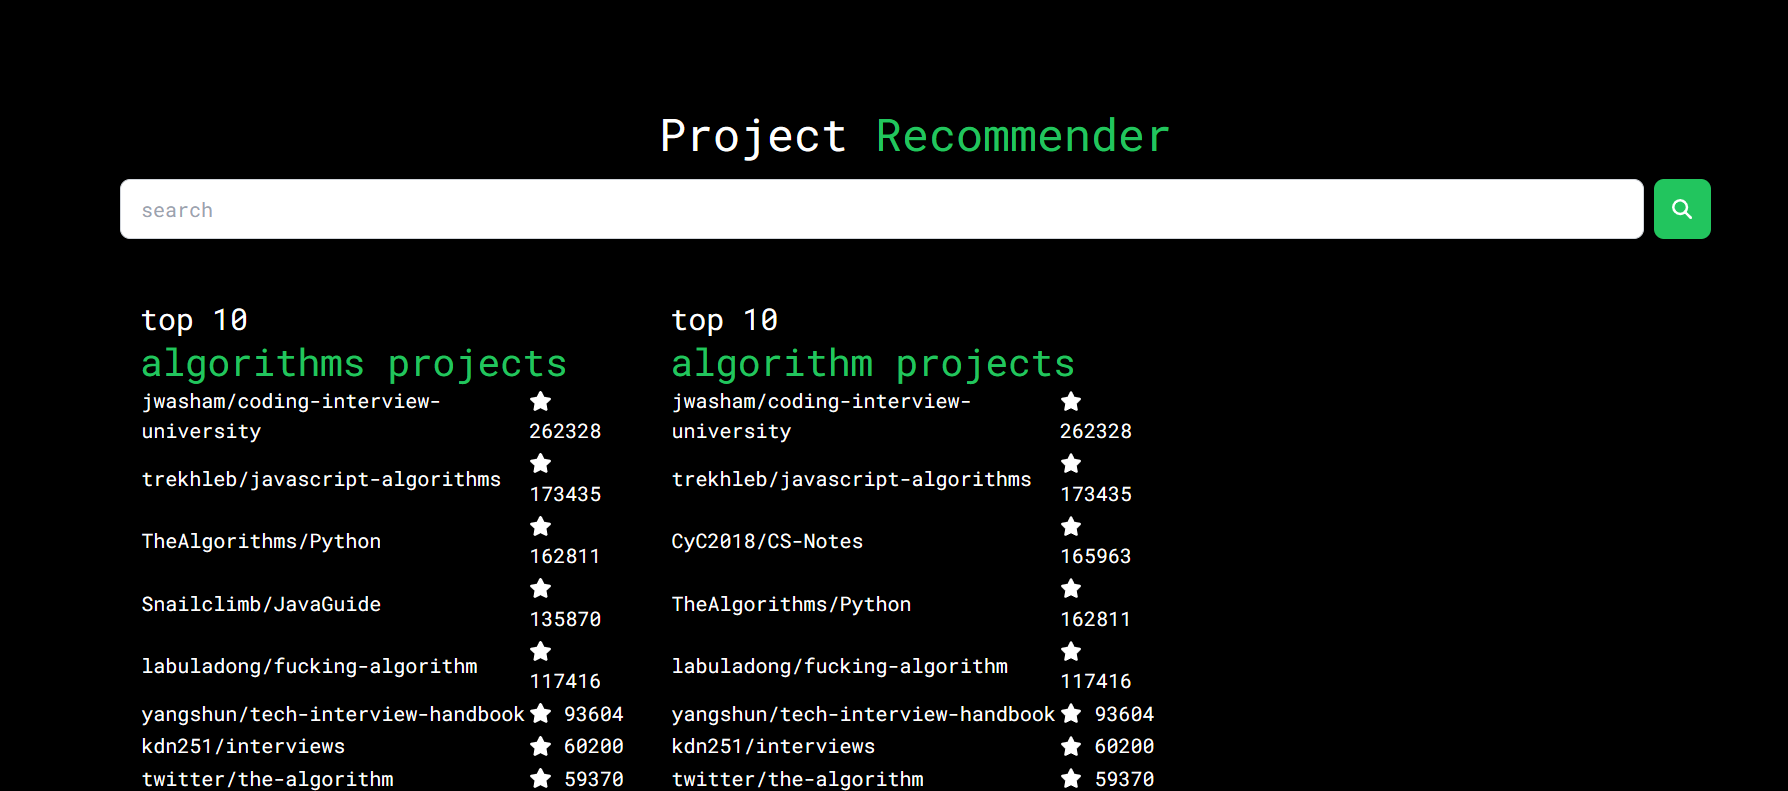 Project Recommender
search
top 10
algorithms projects
jwasham/coding-interview-
university
262328
trekhleb/javascript-algorithms
173435
TheAlgorithms/Python
162811
Snailclimb/JavaGuide
135870
labuladong/fucking-algorithm
117416
yangshun/tech-interview-handbook 93604
kdn251/interviews 60200
twitter/the-algorithm 59370
top 10
algorithm projects
jwasham/coding-interview-
university
262328
trekhleb/javascript-algorithms
173435
CyC2018/CS-Notes
165963
TheAlgorithms/Python
162811
labuladong/fucking-algorithm
117416
yangshun/tech-interview-handbook 93604
kdn251/interviews 60200
twitter/the-algorithm 59370